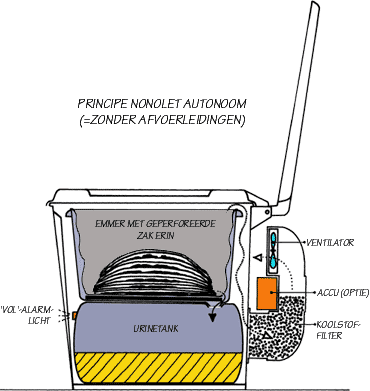 PRINCIPE NONOLET AUTONOOM
(=ZONDER AFVOERLEIDINGEN)
EMMER MET GEPERFOREERDE
ZAK ERIN
VENTILATOR
ACCU (OPTIE)
'VOL'-ALARM-
LICHT
URINETANK
KOOLSTOF-
FILTER